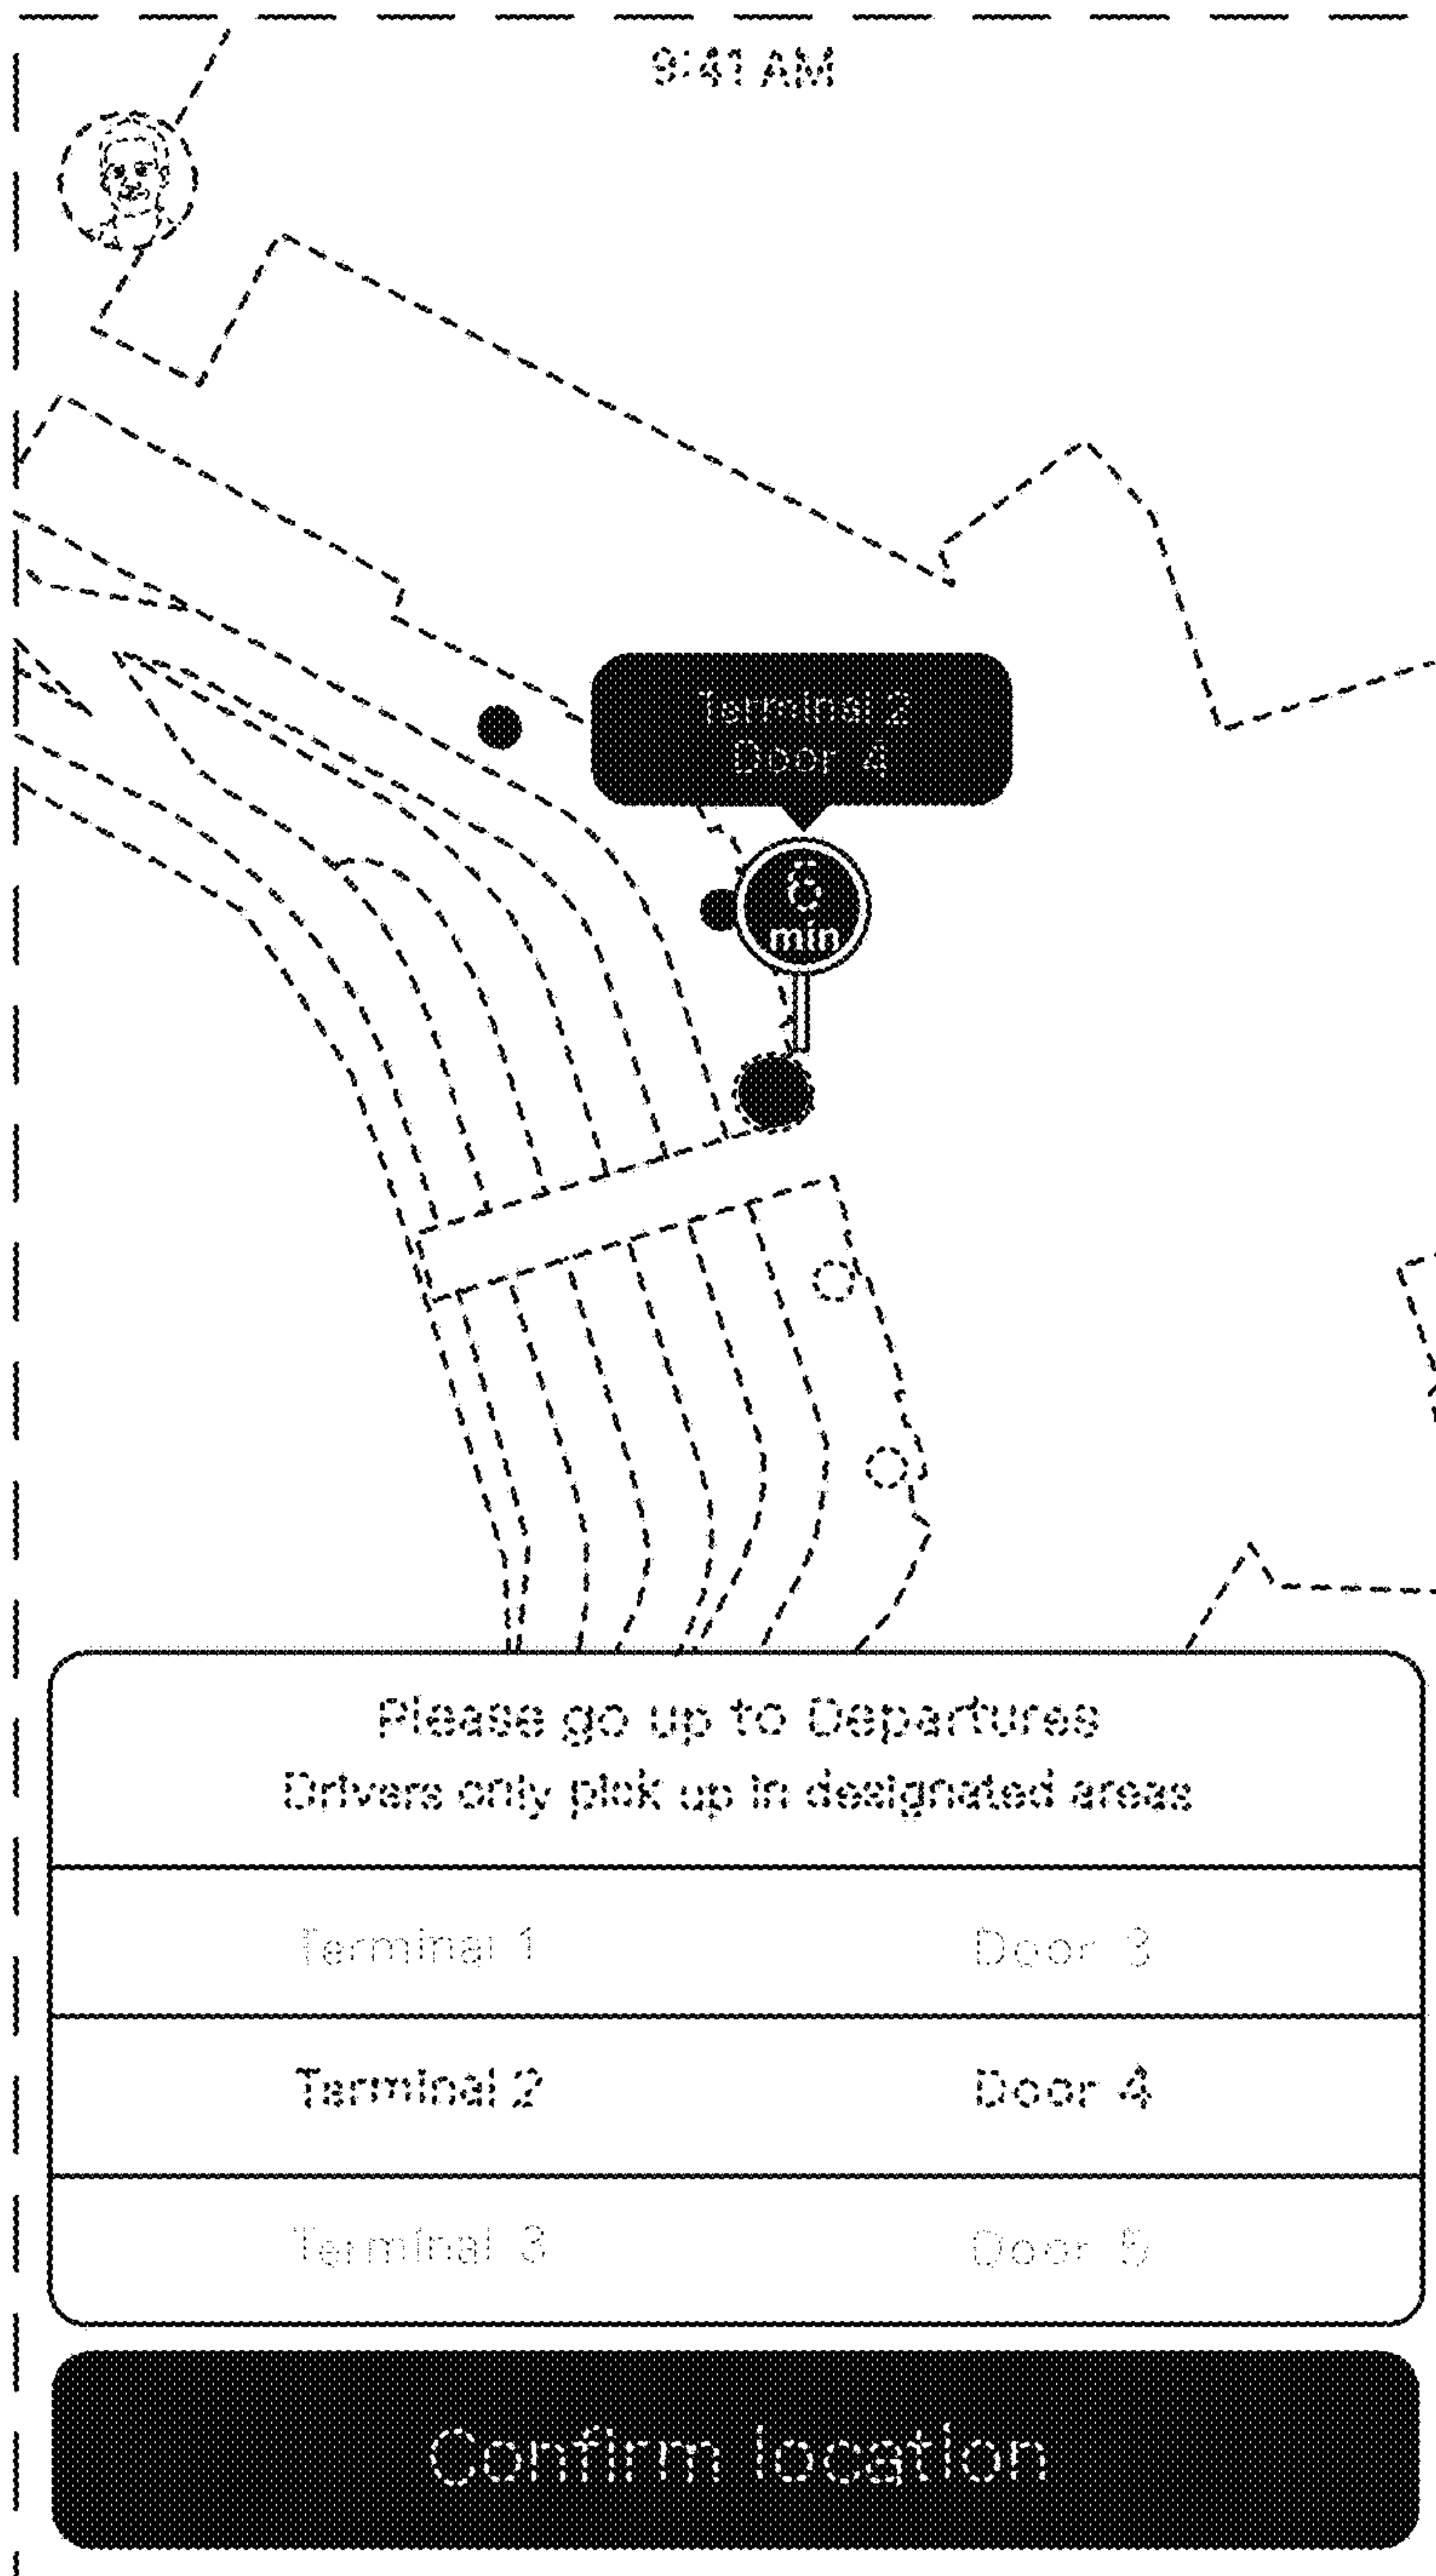 9:41 AM
Terminal 2
Door 4
min
Please go up to Departures
Drivers only pick up in designated areas
Terminal 1 Door 3
Terminal 2 Door 4
Terminal 3 Door 5
Confirm location